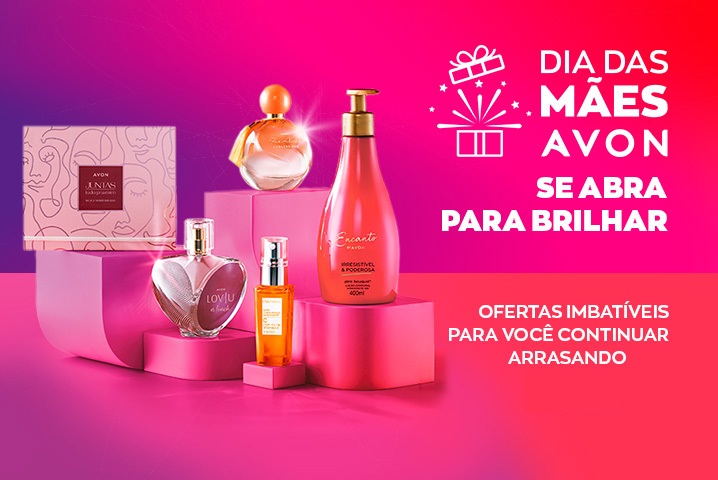 DIA DAS
MÃES
AVON
SE ABRA
PARA BRILHAR
OFERTAS IMBATÍVEIS
PARA VOCÊ CONTINUAR
ARRASANDO
AVON
JUNTAS
LOV|U
Encanto
AVON
IRRESISTÍVEL
& PODEROSA
400ml